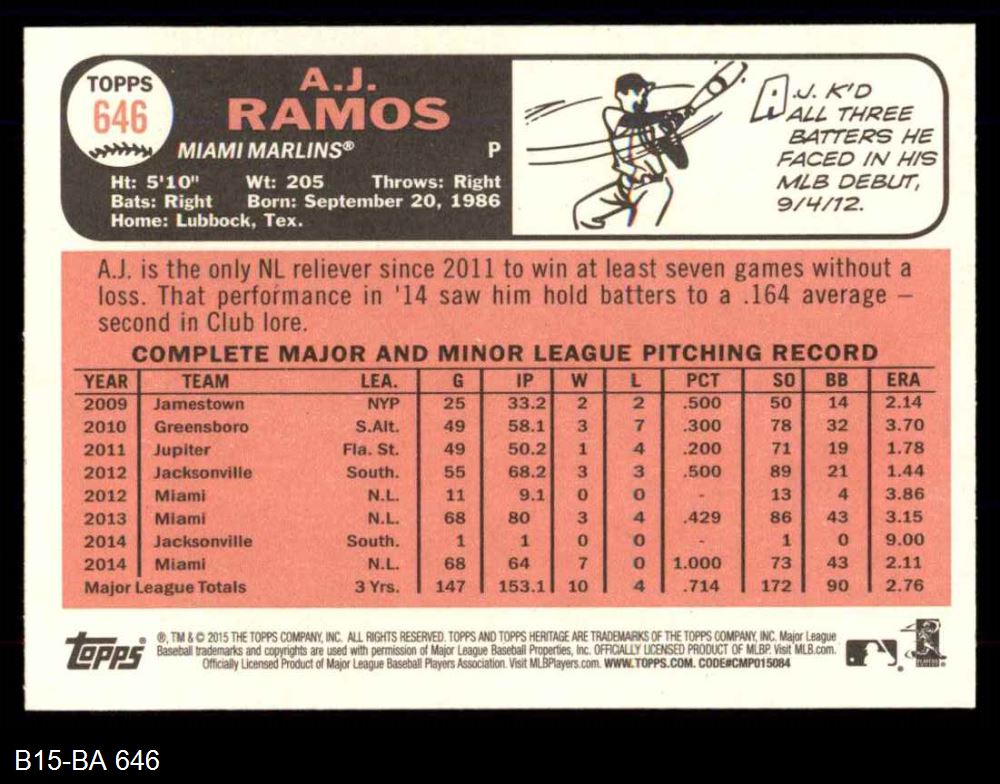 TOPPS
646
A.J.
RAMOS
MIAMI MARLINS® P
Ht: 5'10" Wt: 205 Throws: Right
Bats: Right Born: September 20, 1986
Home: Lubbock, Tex.
A.J. K'D
ALL THREE
BATTERS HE
FACED IN HIS
MLB DEBUT,
9/4/12.
A.J. is the only NL reliever since 2011 to win at least seven games without a
loss. That performance in '14 saw him hold batters to a .164 average –
second in Club lore.
COMPLETE MAJOR AND MINOR LEAGUE PITCHING RECORD
YEAR TEAM LEA. G IP W L PCT SO BB ERA
2009 Jamestown NYP 25 33.2 2 2 .500 50 14 2.14
2010 Greensboro S.Alt. 49 58.1 3 7 .300 78 32 3.70
2011 Jupiter Fla. St. 49 50.2 1 4 .200 71 19 1.78
2012 Jacksonville South. 55 68.2 3 3 .500 89 21 1.44
2012 Miami N.L. 11 9.1 0 0 - 13 4 3.86
2013 Miami N.L. 68 80 3 4 .429 86 43 3.15
2014 Jacksonville South. 1 1 0 0 - 1 0 9.00
2014 Miami N.L. 68 64 7 0 1.000 73 43 2.11
Major League Totals 3 Yrs. 147 153.1 10 4 .714 172 90 2.76
topps
®, TM & © 2015 THE TOPPS COMPANY, INC. ALL RIGHTS RESERVED. TOPPS AND TOPPS HERITAGE ARE TRADEMARKS OF THE TOPPS COMPANY, INC. Major League
Baseball trademarks and copyrights are used with permission of Major League Baseball Properties, Inc. OFFICIALLY LICENSED PRODUCT OF MLBP. Visit MLB.com.
Officially Licensed Product of Major League Baseball Players Association. Visit MLBPlayers.com. WWW.TOPPS.COM. CODE#CMP015084
B15-BA 646